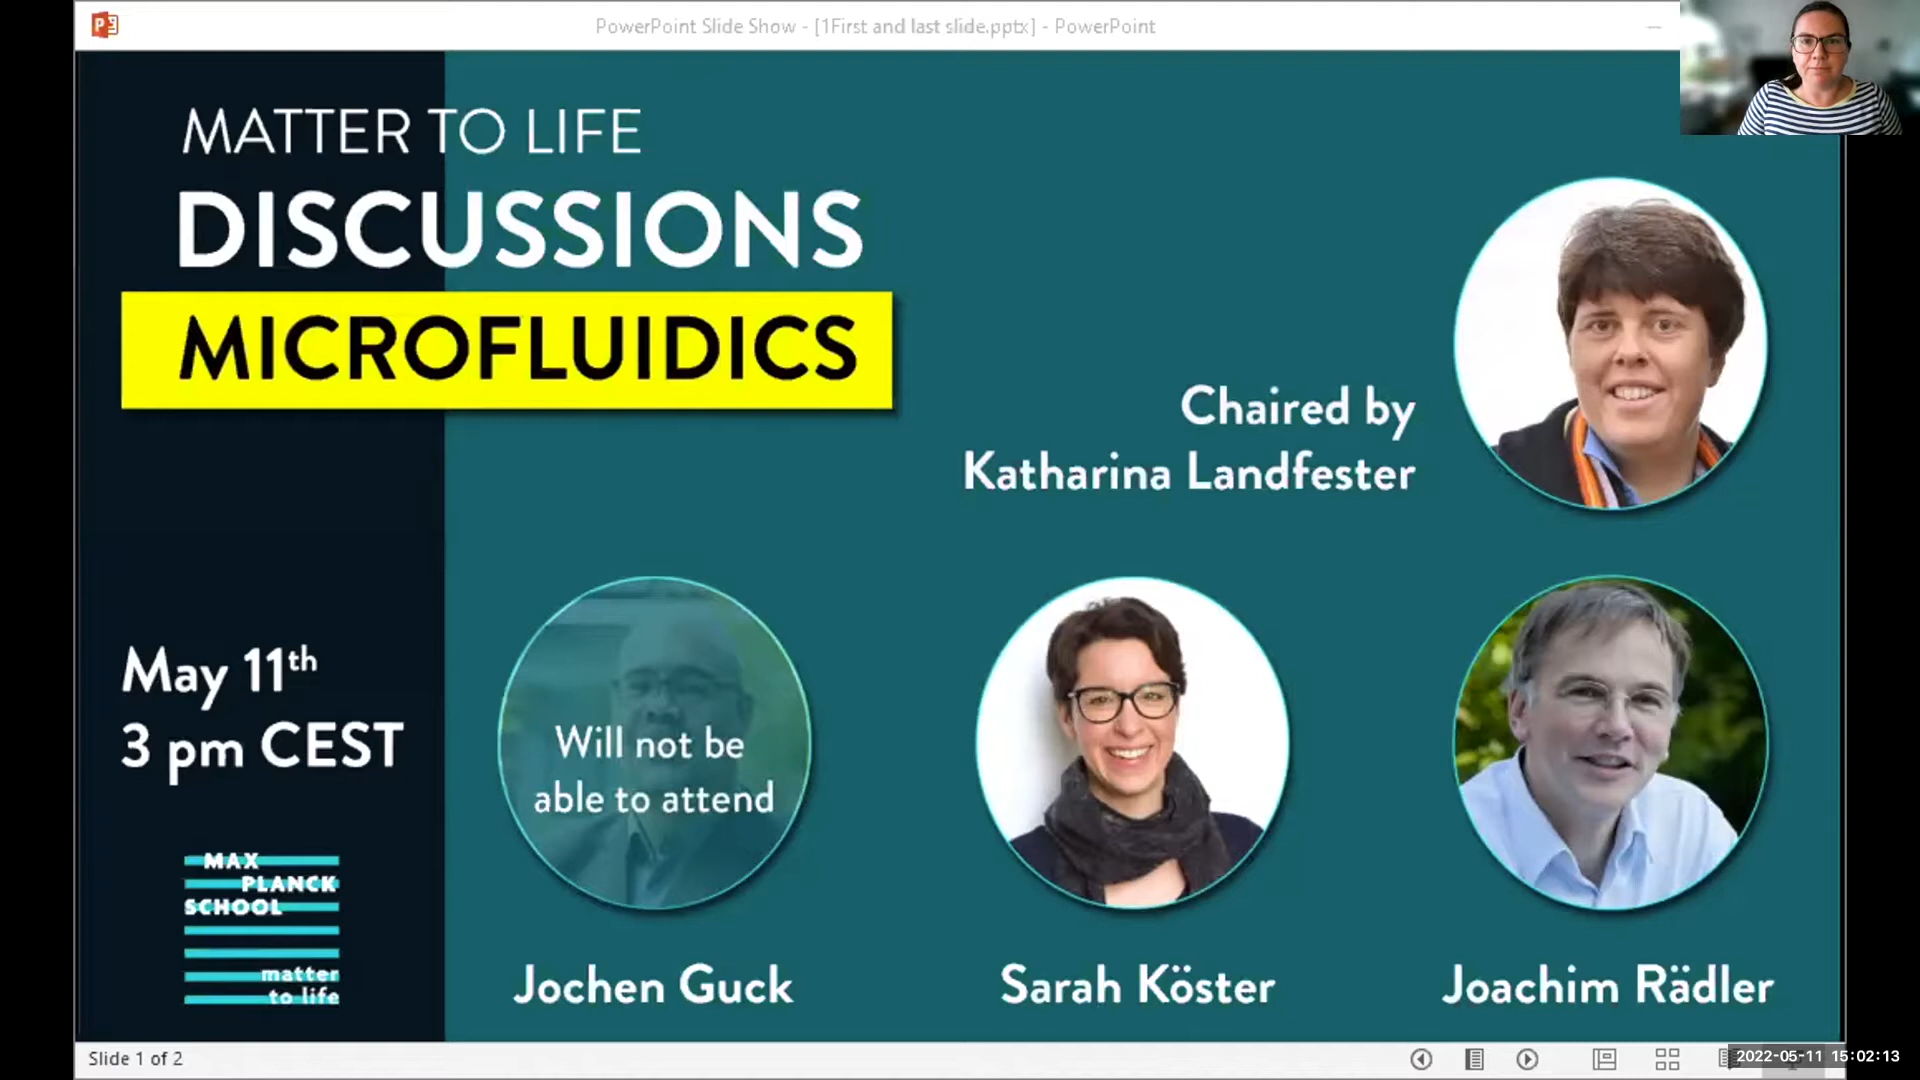 PowerPoint Slide Show - [1First and last slide.pptx] - PowerPoint
MATTER TO LIFE
DISCUSSIONS
MICROFLUIDICS
Chaired by
Katharina Landfester
May 11th
3 pm CEST
Will not be
able to attend
MAX
PLANCK
SCHOOL
matter
to life
Jochen Guck
Sarah Köster
Joachim Rädler
Slide 1 of 2
2022-05-11 15:02:13